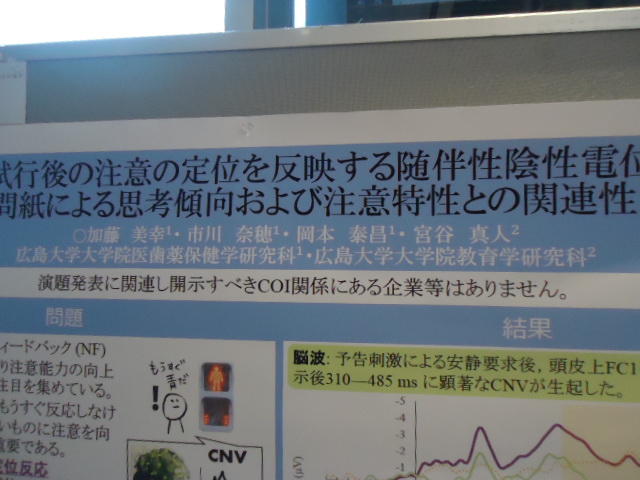 試行後の注意の定位を反映する随伴性陰性電位
問紙による思考傾向および注意特性との関連性
○加藤 美幸¹・市川 奈穂¹・岡本 泰昌¹・宮谷 真人²
広島大学大学院医歯薬保健学研究科¹・広島大学大学院教育学研究科²
演題発表に関連し開示すべきCOI関係にある企業等はありません。
問題
ィードバック (NF)
り注意能力の向上
注目を集めている。
もうすぐ反応しなけ
いものに注意を向
重要である。
定位反応
もうすぐ
青だ
!
CNV
結果
脳波: 予告刺激による安静要求後，頭皮上FC1
示後310—485 ms に顕著なCNVが生起した。
-5
-4
-3
-2
-1
(μV)